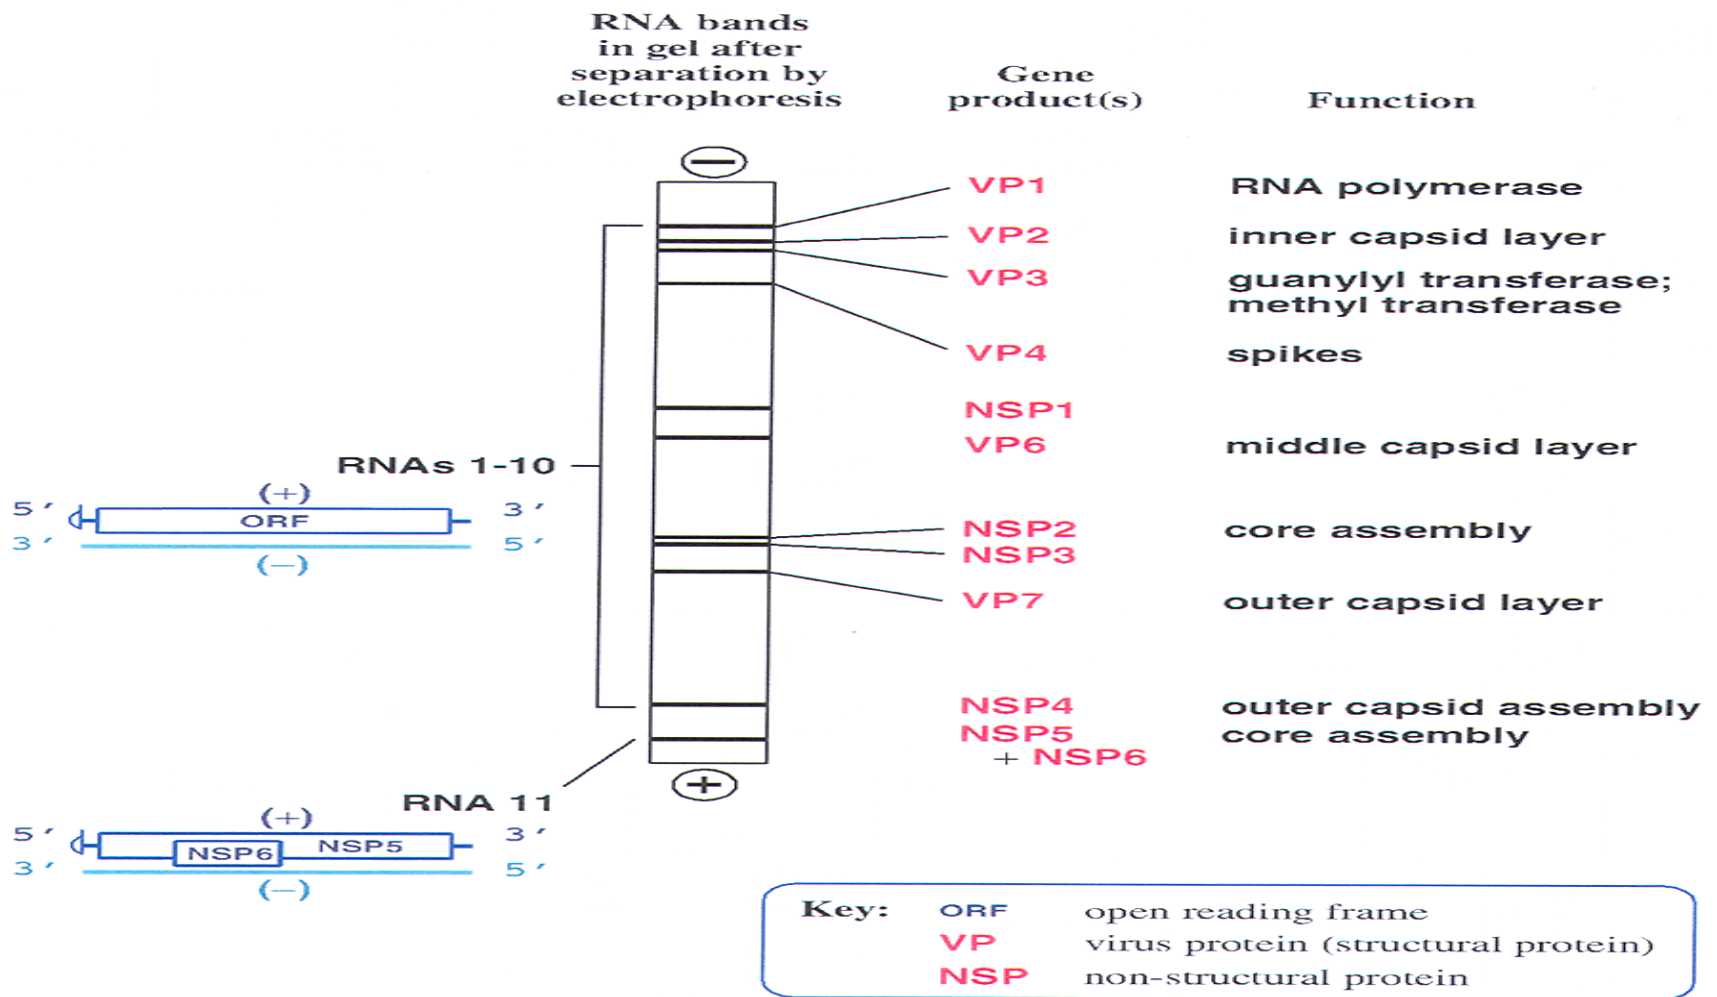 RNA bands
in gel after
separation by
electrophoresis
Gene
product(s)
Function
−
VP1 RNA polymerase
VP2 inner capsid layer
VP3 guanylyl transferase;
methyl transferase
VP4 spikes
NSP1
VP6 middle capsid layer
RNAs 1-10
(+)
5 ′ ORF 3 ′
3 ′ 5 ′
(−)
NSP2 core assembly
NSP3
VP7 outer capsid layer
NSP4 outer capsid assembly
NSP5 core assembly
+ NSP6
+
RNA 11
(+)
5 ′ NSP6 NSP5 3 ′
3 ′ 5 ′
(−)
Key: ORF open reading frame
VP virus protein (structural protein)
NSP non-structural protein